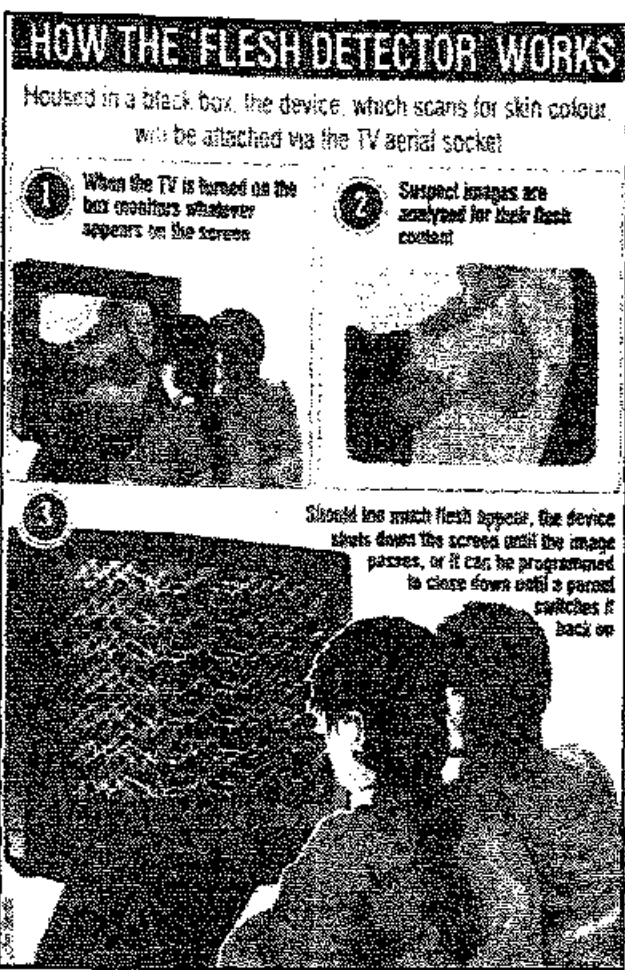 HOW THE 'FLESH DETECTOR' WORKS
Housed in a black box, the device, which scans for skin colour,
will be attached via the TV aerial socket
1
When the TV is turned on the
box monitors whatever
appears on the screen
2
Suspect images are
analysed for their flesh
content
3
Should too much flesh appear, the device
shuts down the screen until the image
passes, or it can be programmed
to close down until a parent
switches it
back on